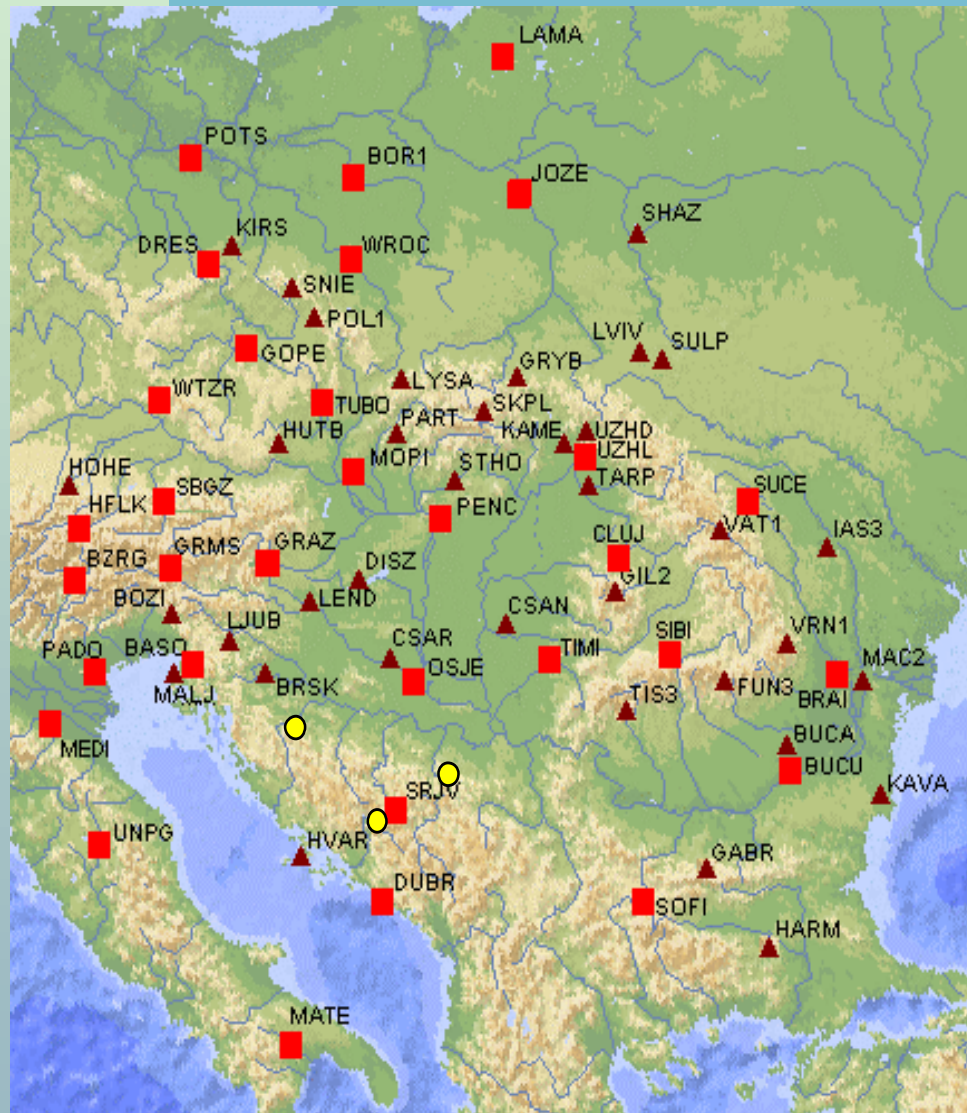 LAMA
POTS
BOR1
JOZE
SHAZ
KIRS
DRES
WROC
SNIE
POL1
LVIV
SULP
GOPE
GRYB
LYSA
WTZR
TUBO
SKPL
PART
HUTB
KAME
UZHD
UZHL
MOPI
STHO
TARP
HOHE
SBGZ
SUCE
HFLK
PENC
VAT1
IAS3
BZRG
GRMS
GRAZ
DISZ
CLUJ
GIL2
BOZI
LEND
CSAN
LJUB
VRN1
PADO
BASO
CSAR
SIBI
MAC2
OSJE
TIMI
MALJ
BRSK
TIS3
FUN3
BRAI
MEDI
BUCA
BUCU
SRJV
KAVA
UNPG
HVAR
GABR
DUBR
SOFI
HARM
MATE